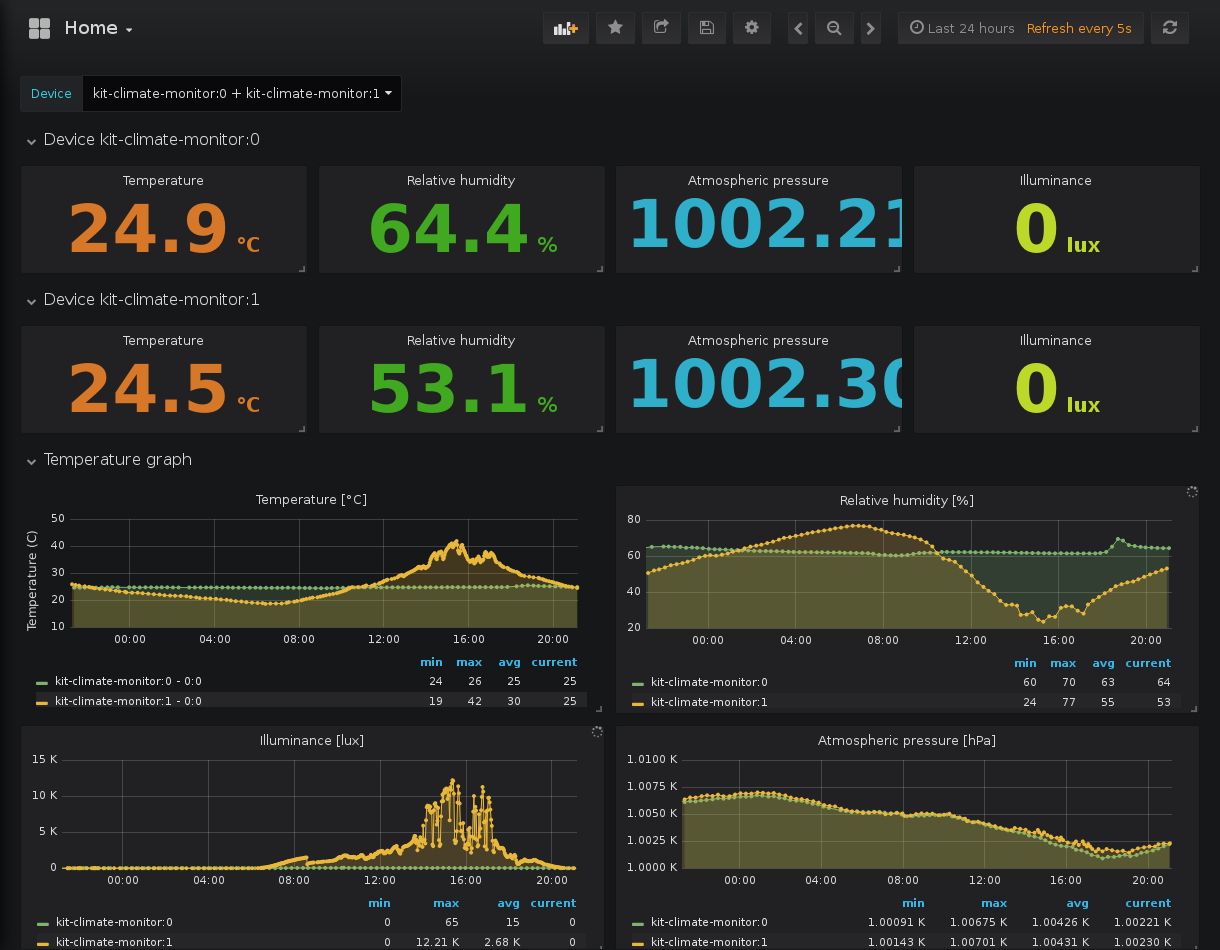 Home
Last 24 hours Refresh every 5s
Device kit-climate-monitor:0 + kit-climate-monitor:1
Device kit-climate-monitor:0
Temperature Relative humidity Atmospheric pressure Illuminance
24.9 °C 64.4 % 1002.21 0 lux
Device kit-climate-monitor:1
Temperature Relative humidity Atmospheric pressure Illuminance
24.5 °C 53.1 % 1002.30 0 lux
Temperature graph
Temperature [°C]
Temperature (C)
50
40
30
20
10
00:00 04:00 08:00 12:00 16:00 20:00
min max avg current
kit-climate-monitor:0 - 0:0 24 26 25 25
kit-climate-monitor:1 - 0:0 19 42 30 25
Relative humidity [%]
80
60
40
20
00:00 04:00 08:00 12:00 16:00 20:00
min max avg current
kit-climate-monitor:0 60 70 63 64
kit-climate-monitor:1 24 77 55 53
Illuminance [lux]
15 K
10 K
5 K
0
00:00 04:00 08:00 12:00 16:00 20:00
min max avg current
kit-climate-monitor:0 0 65 15 0
kit-climate-monitor:1 0 12.21 K 2.68 K 0
Atmospheric pressure [hPa]
1.0100 K
1.0075 K
1.0050 K
1.0025 K
1.0000 K
00:00 04:00 08:00 12:00 16:00 20:00
min max avg current
kit-climate-monitor:0 1.00091 K 1.00675 K 1.00426 K 1.00221 K
kit-climate-monitor:1 1.00143 K 1.00701 K 1.00431 K 1.00230 K